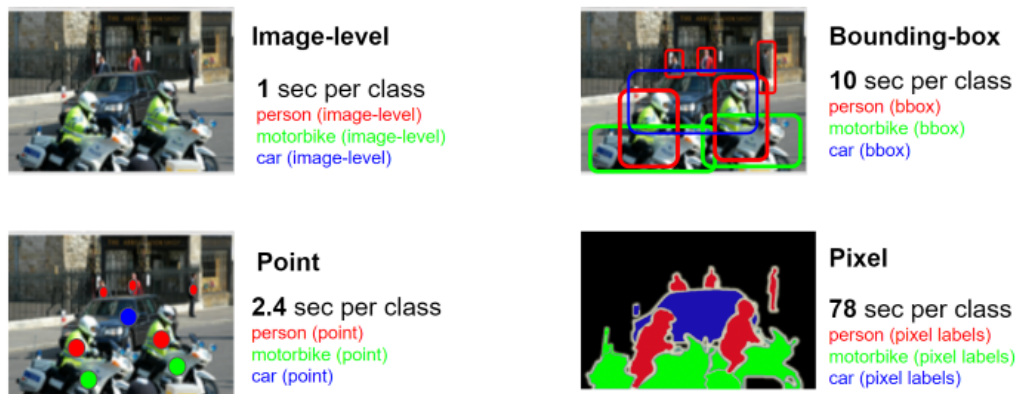 Image-level
1 sec per class
person (image-level)
motorbike (image-level)
car (image-level)
Bounding-box
10 sec per class
person (bbox)
motorbike (bbox)
car (bbox)
Point
2.4 sec per class
person (point)
motorbike (point)
car (point)
Pixel
78 sec per class
person (pixel labels)
motorbike (pixel labels)
car (pixel labels)